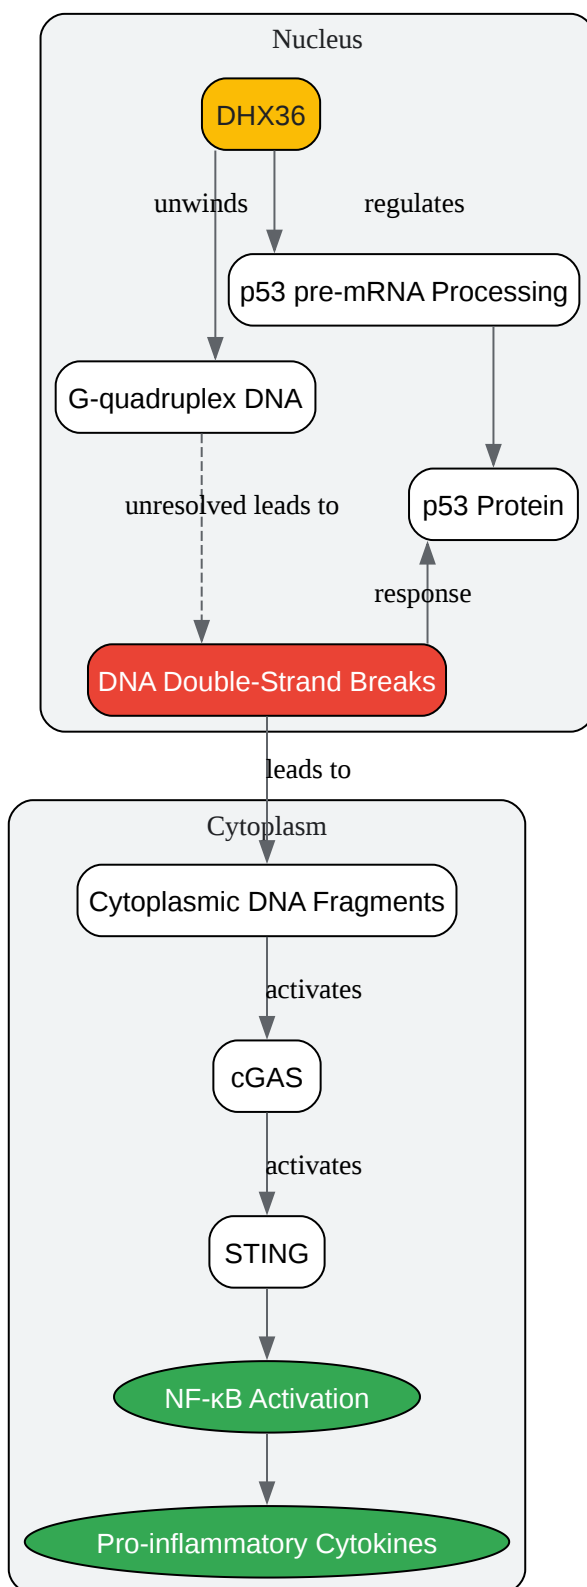 Nucleus
DHX36
unwinds
regulates
p53 pre-mRNA Processing
G-quadruplex DNA
unresolved leads to
p53 Protein
response
DNA Double-Strand Breaks
leads to
Cytoplasm
Cytoplasmic DNA Fragments
activates
cGAS
activates
STING
NF-κB Activation
Pro-inflammatory Cytokines